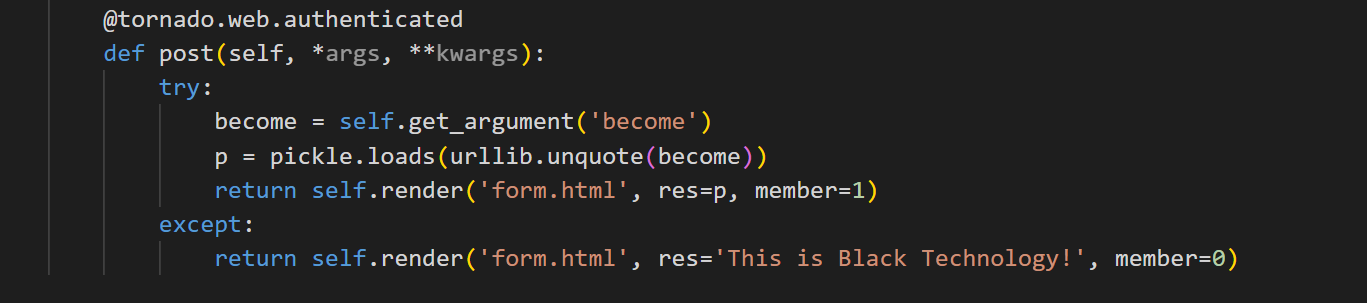 @tornado.web.authenticated
def post(self, *args, **kwargs):
try:
become = self.get_argument('become')
p = pickle.loads(urllib.unquote(become))
return self.render('form.html', res=p, member=1)
except:
return self.render('form.html', res='This is Black Technology!', member=0)